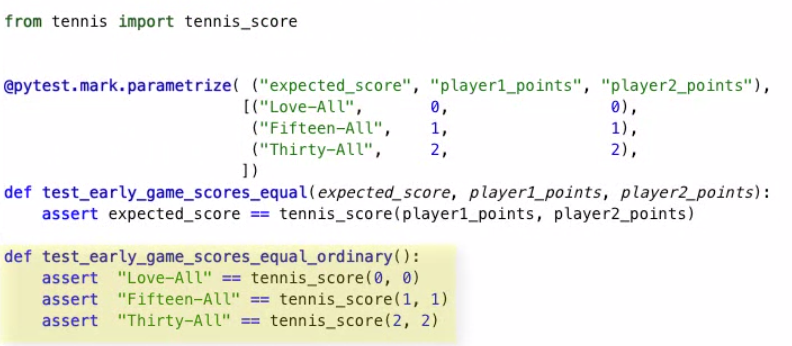 from tennis import tennis_score
@pytest.mark.parametrize( ("expected_score", "player1_points", "player2_points"),
[("Love-All", 0, 0),
("Fifteen-All", 1, 1),
("Thirty-All", 2, 2),
])
def test_early_game_scores_equal(expected_score, player1_points, player2_points):
assert expected_score == tennis_score(player1_points, player2_points)
def test_early_game_scores_equal_ordinary():
assert "Love-All" == tennis_score(0, 0)
assert "Fifteen-All" == tennis_score(1, 1)
assert "Thirty-All" == tennis_score(2, 2)